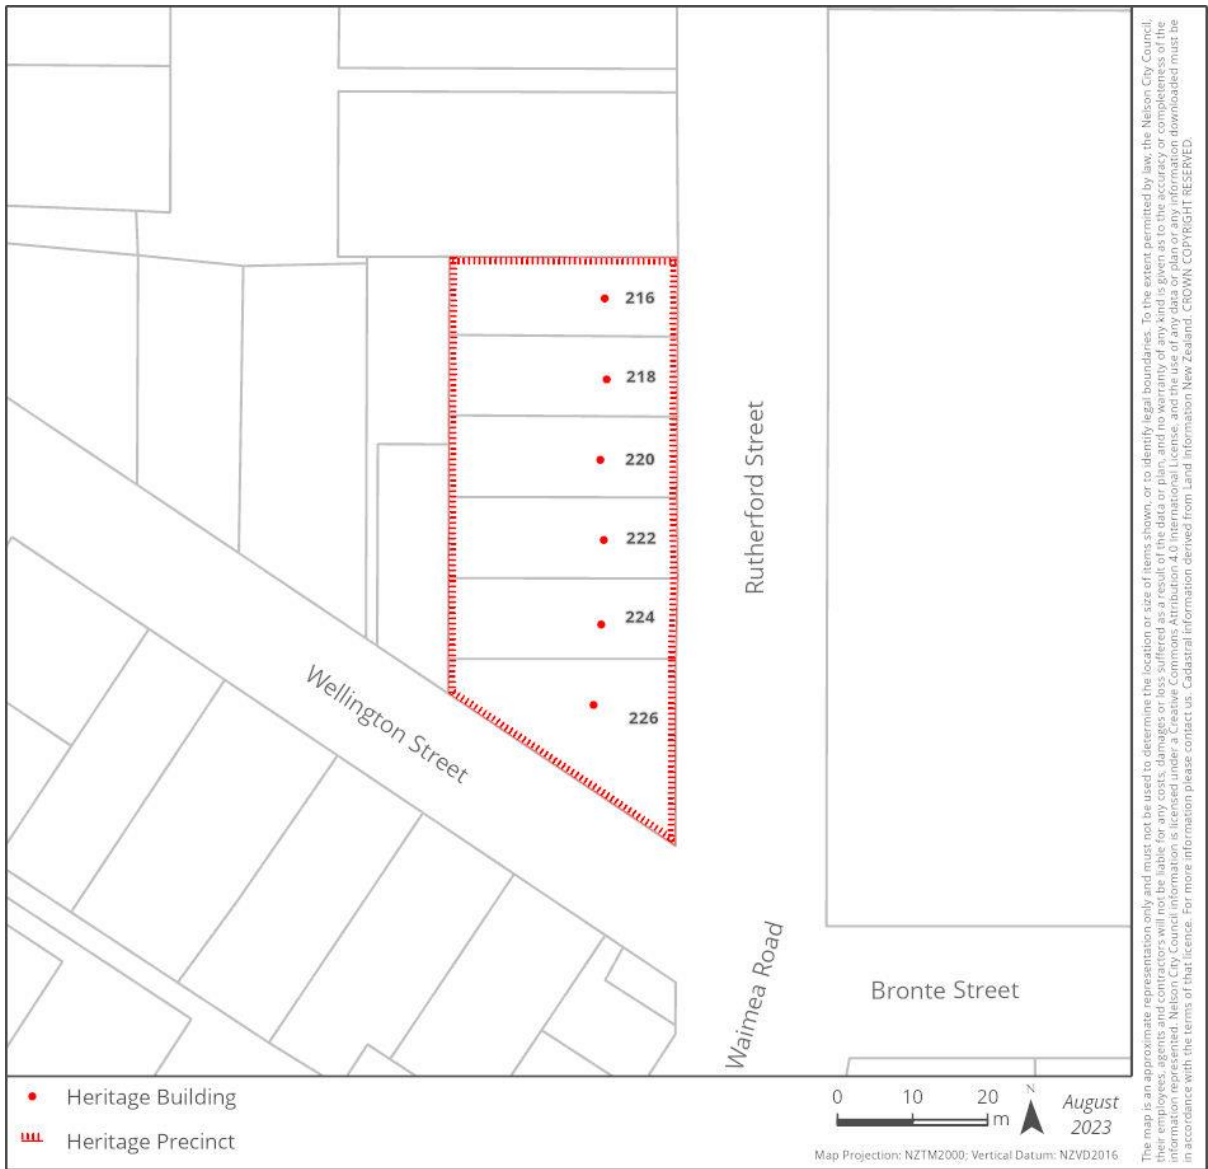 216
218
220
222
224
226
Rutherford Street
Wellington Street
Waimea Road
Bronte Street
Heritage Building
Heritage Precinct
0 10 20
m
N
August
2023
Map Projection: NZTM2000; Vertical Datum: NZVD2016
The map is an approximate representation only and must not be used to determine the location or size of items shown, or to identify legal boundaries. To the extent permitted by law, the Nelson City Council,
their employees, agents and contractors will not be liable for any costs, damages or loss suffered as a result of the data or plan, and no warranty of any kind is given as to the accuracy or completeness of the
information represented. Nelson City Council information is licensed under a Creative Commons Attribution 4.0 International License, and the use of any data or plan or any information downloaded must be
in accordance with the terms of that licence. For more information please contact us. Cadastral information derived from Land Information New Zealand. CROWN COPYRIGHT RESERVED.